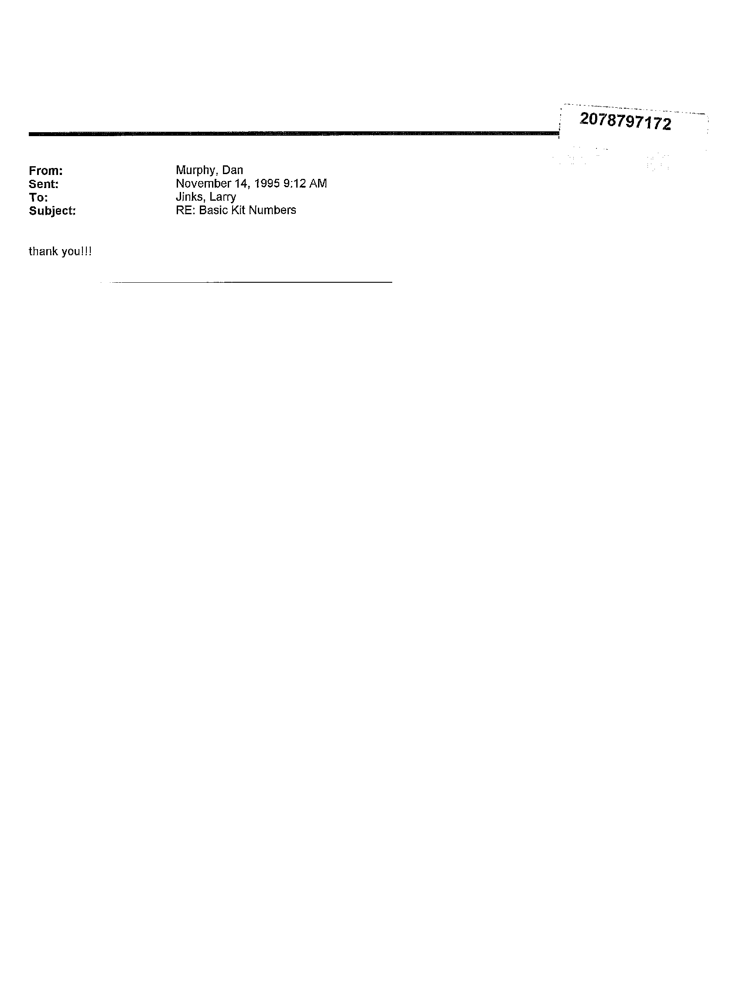 2078797172
From: Murphy, Dan
Sent: November 14, 1995 9:12 AM
To: Jinks, Larry
Subject: RE: Basic Kit Numbers
thank you!!!